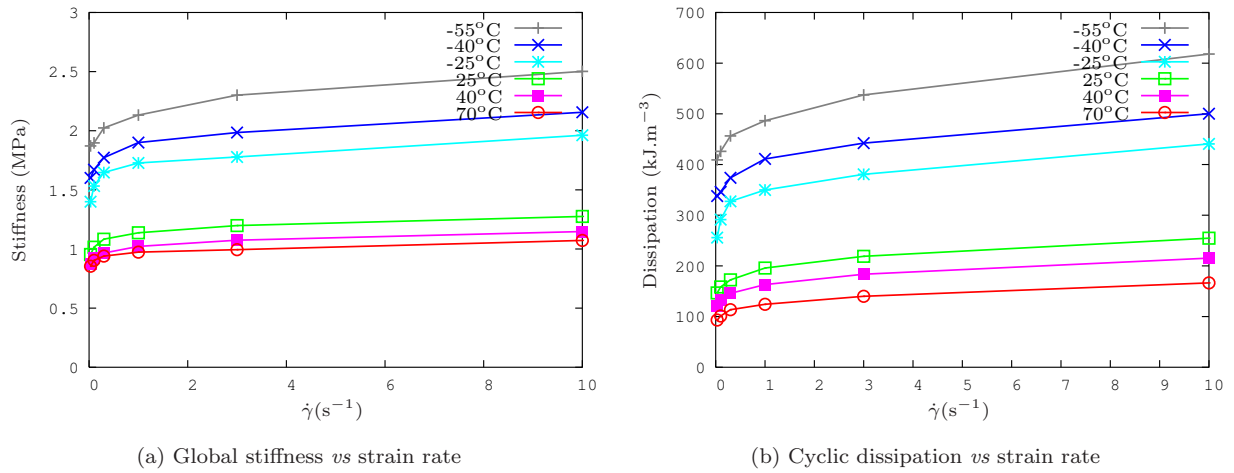 3
2.5
2
1.5
1
0.5
0
Stiffness (MPa)
-55°C
-40°C
-25°C
25°C
40°C
70°C
0 2 4 6 8 10
γ̇(s⁻¹)
(a) Global stiffness vs strain rate
700
600
500
400
300
200
100
0
Dissipation (kJ.m⁻³)
-55°C
-40°C
-25°C
25°C
40°C
70°C
0 1 2 3 4 5 6 7 8 9 10
γ̇(s⁻¹)
(b) Cyclic dissipation vs strain rate